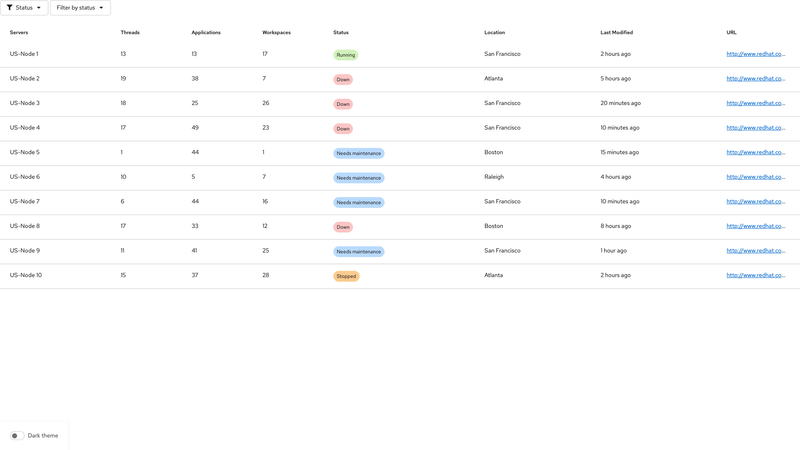 Status Filter by status
Servers Threads Applications Workspaces Status Location Last Modified URL
US-Node 1 13 13 17 Running San Francisco 2 hours ago http://www.redhat.co...
US-Node 2 19 38 7 Down Atlanta 5 hours ago http://www.redhat.co...
US-Node 3 18 25 26 Down San Francisco 20 minutes ago http://www.redhat.co...
US-Node 4 17 49 23 Down San Francisco 10 minutes ago http://www.redhat.co...
US-Node 5 1 44 1 Needs maintenance Boston 15 minutes ago http://www.redhat.co...
US-Node 6 10 5 7 Needs maintenance Raleigh 4 hours ago http://www.redhat.co...
US-Node 7 6 44 16 Needs maintenance San Francisco 10 minutes ago http://www.redhat.co...
US-Node 8 17 33 12 Down Boston 8 hours ago http://www.redhat.co...
US-Node 9 11 41 25 Needs maintenance San Francisco 1 hour ago http://www.redhat.co...
US-Node 10 15 37 28 Stopped Atlanta 2 hours ago http://www.redhat.co...
Dark theme